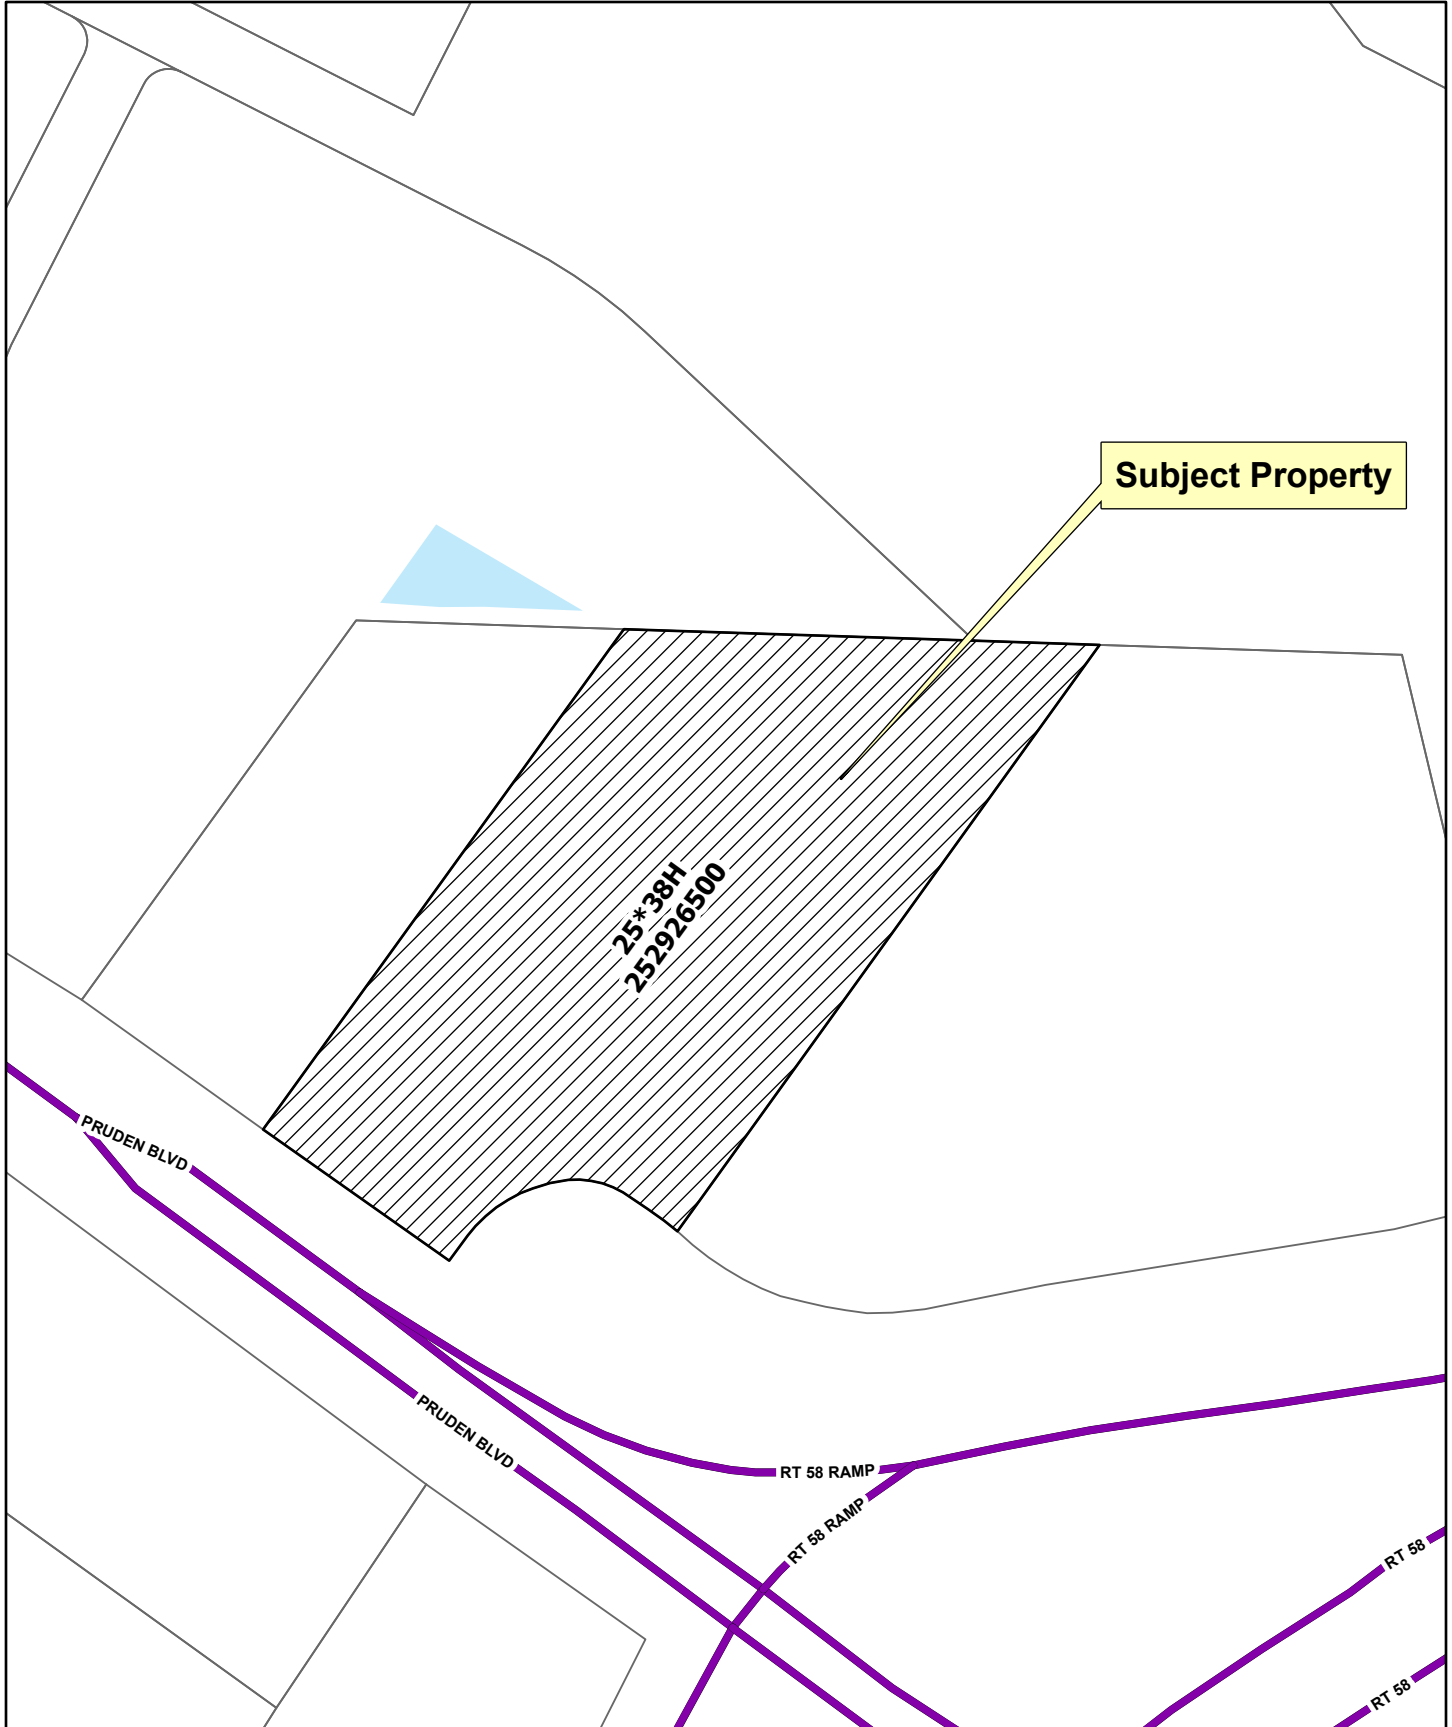 Subject Property
25*38H
252926500
PRUDEN BLVD
PRUDEN BLVD
RT 58 RAMP
RT 58 RAMP
RT 58
RT 58